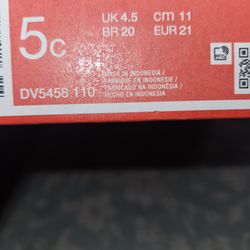 5C
UK 4.5 cm 11
BR 20 EUR 21
MADE IN INDONESIA /
FABRIQUÉ EN INDONÉSIE /
FABRICADO NA INDONÉSIA /
HECHO EN INDONESIA
DV5458 110